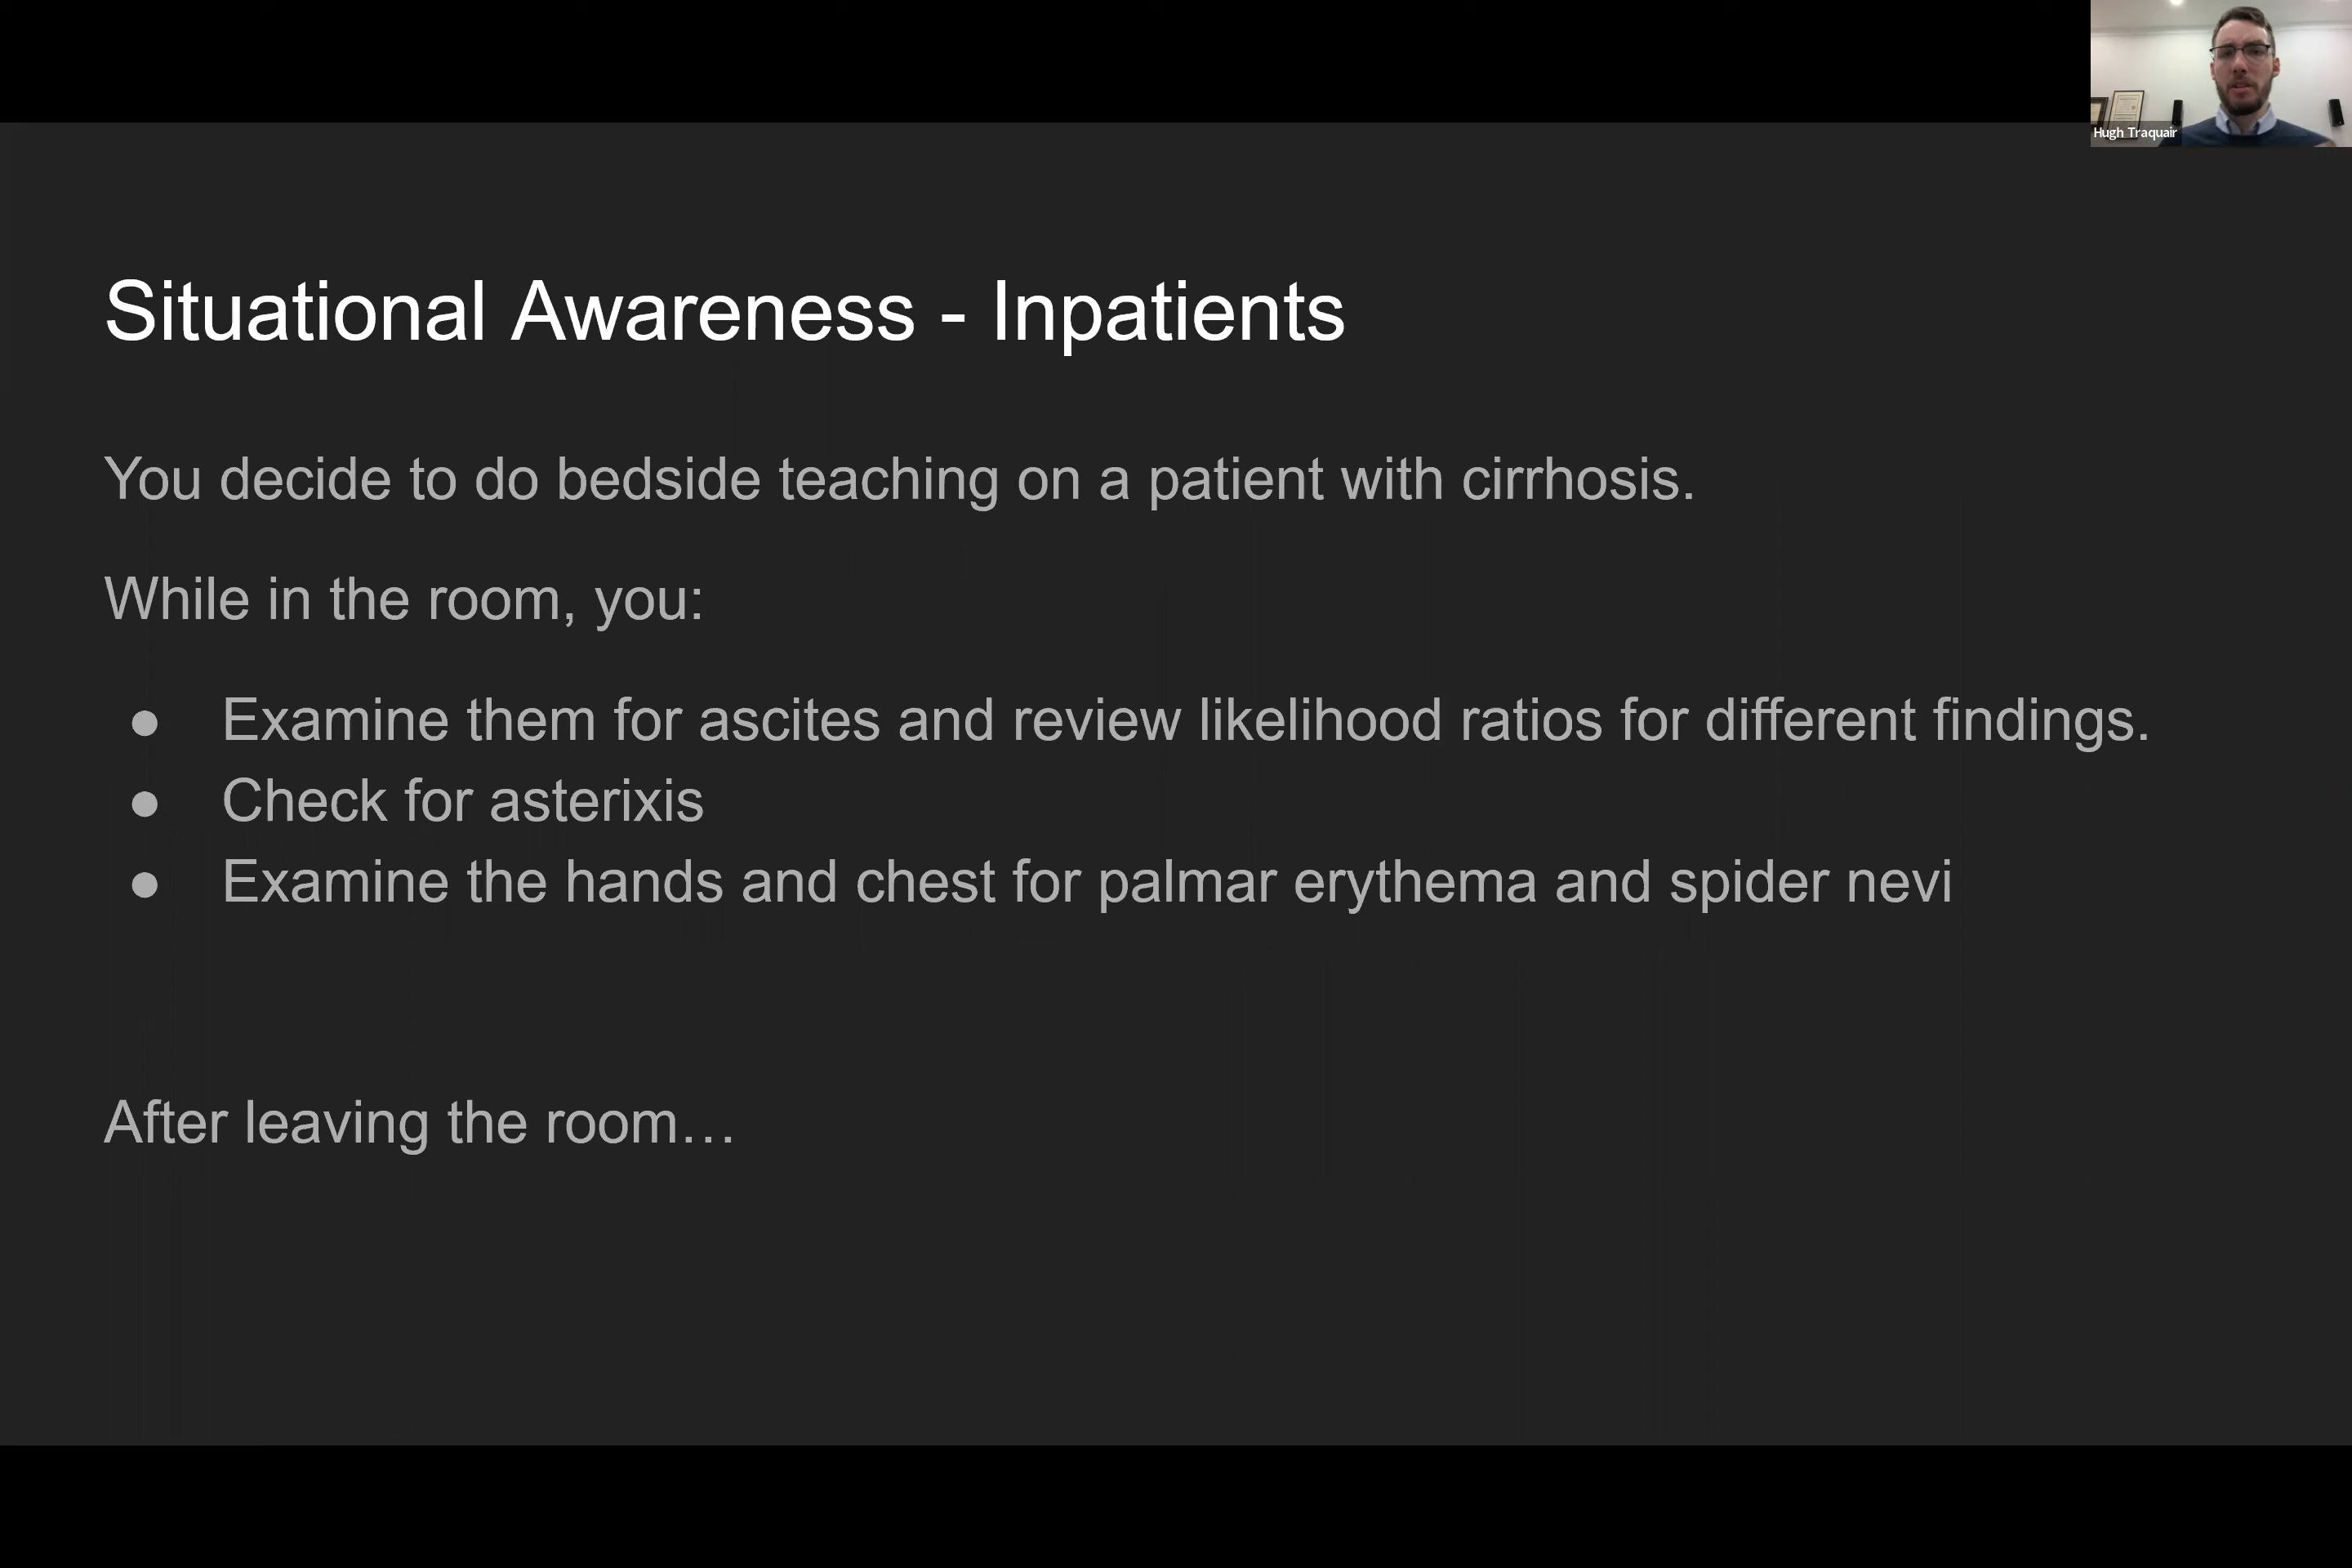 Hugh Traquair
Situational Awareness - Inpatients
You decide to do bedside teaching on a patient with cirrhosis.
While in the room, you:
● Examine them for ascites and review likelihood ratios for different findings.
● Check for asterixis
● Examine the hands and chest for palmar erythema and spider nevi
After leaving the room…